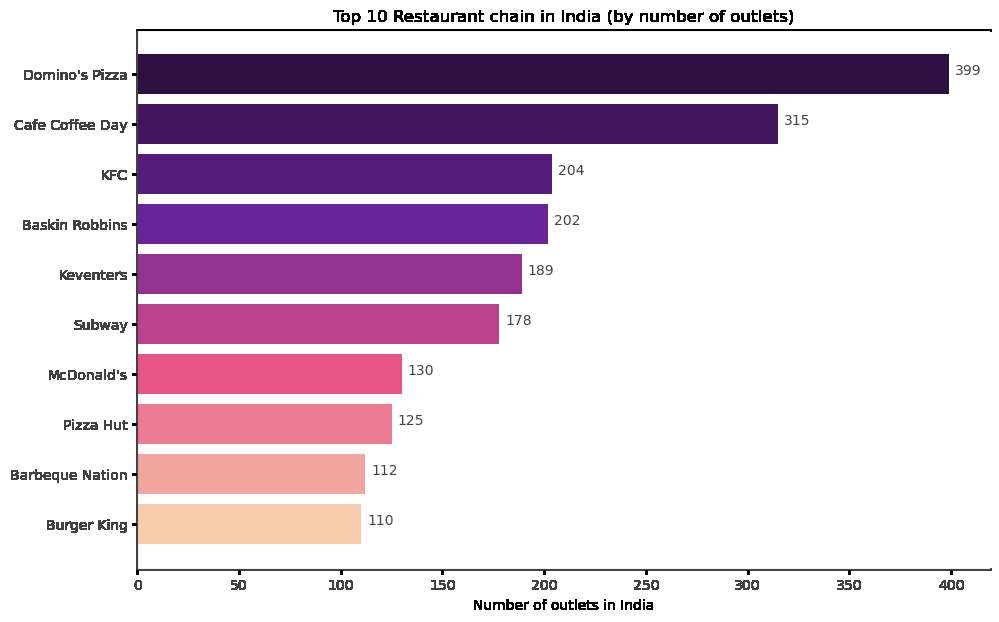 Top 10 Restaurant chain in India (by number of outlets)
Domino's Pizza 399
Cafe Coffee Day 315
KFC 204
Baskin Robbins 202
Keventers 189
Subway 178
McDonald's 130
Pizza Hut 125
Barbeque Nation 112
Burger King 110
0 50 100 150 200 250 300 350 400
Number of outlets in India